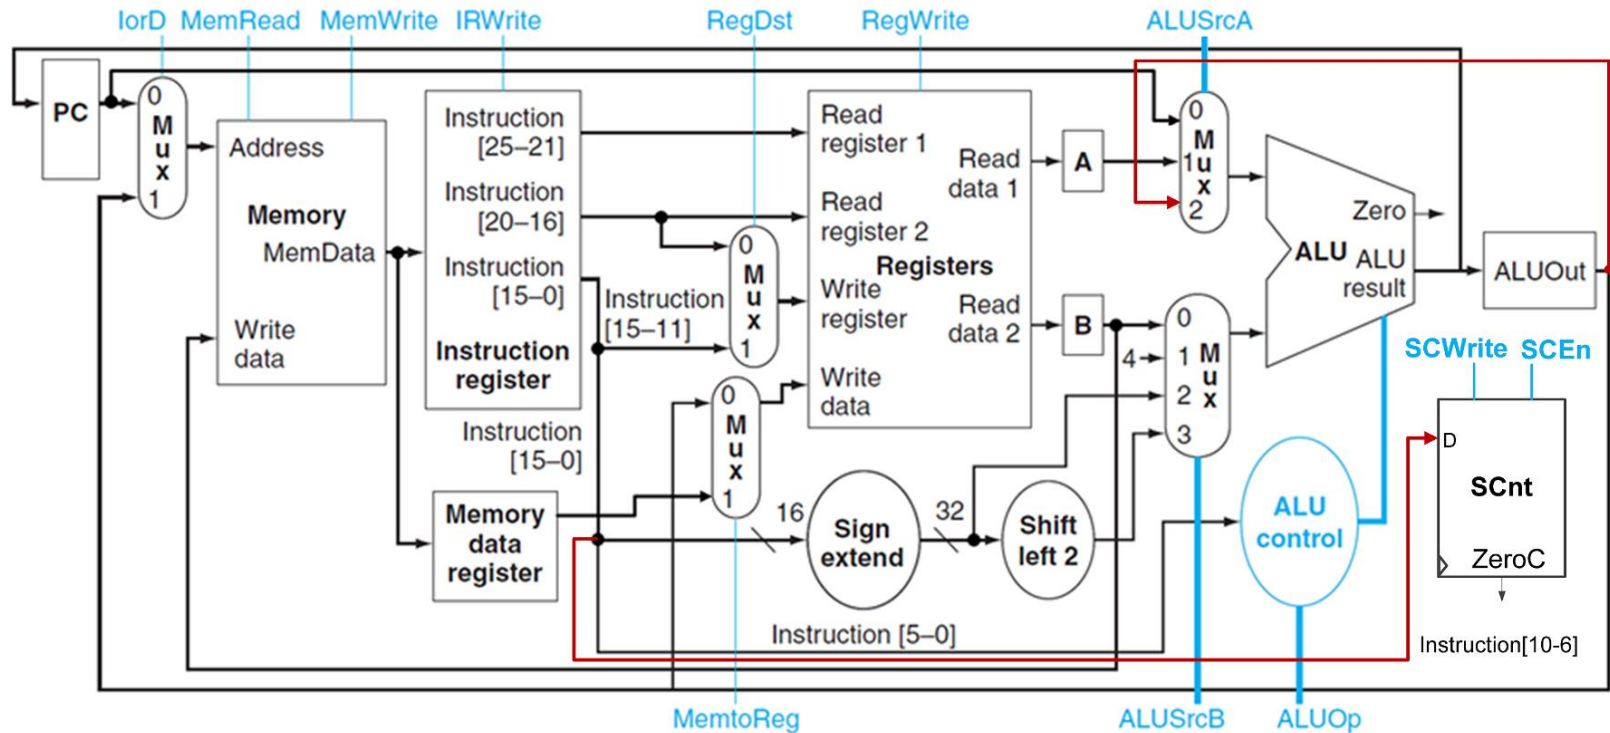 IorD
MemRead
MemWrite
IRWrite
RegDst
RegWrite
ALUSrcA
PC
0
M
u
x
1
Address
Memory
MemData
Write
data
Instruction
[25–21]
Instruction
[20–16]
Instruction
[15–0]
Instruction
register
Instruction
[15–0]
Memory
data
register
Instruction
[15–11]
0
M
u
x
1
0
M
u
x
1
Read
register 1
Read
register 2
Registers
Write
register
Write
data
Read
data 1
Read
data 2
A
B
4
0
M
1u
x
2
0
1 M
u
2 x
3
Zero
ALU
ALU
result
ALUOut
16
Sign
extend
32
Shift
left 2
ALU
control
SCWrite
SCEn
D
SCnt
ZeroC
Instruction [5–0]
Instruction[10-6]
MemtoReg
ALUSrcB
ALUOp